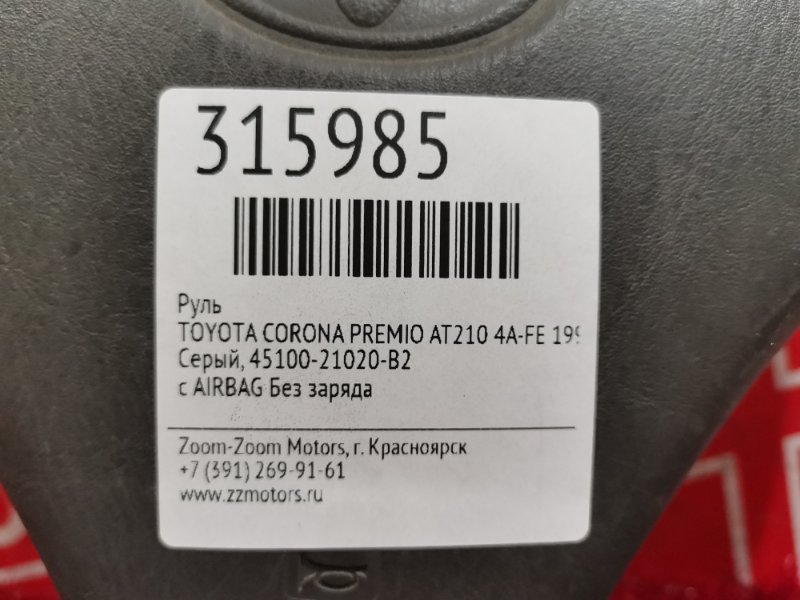 315985
Руль
TOYOTA CORONA PREMIO AT210 4A-FE 199
Серый, 45100-21020-B2
с AIRBAG Без заряда
Zoom-Zoom Motors, г. Красноярск
+7 (391) 269-91-61
www.zzmotors.ru